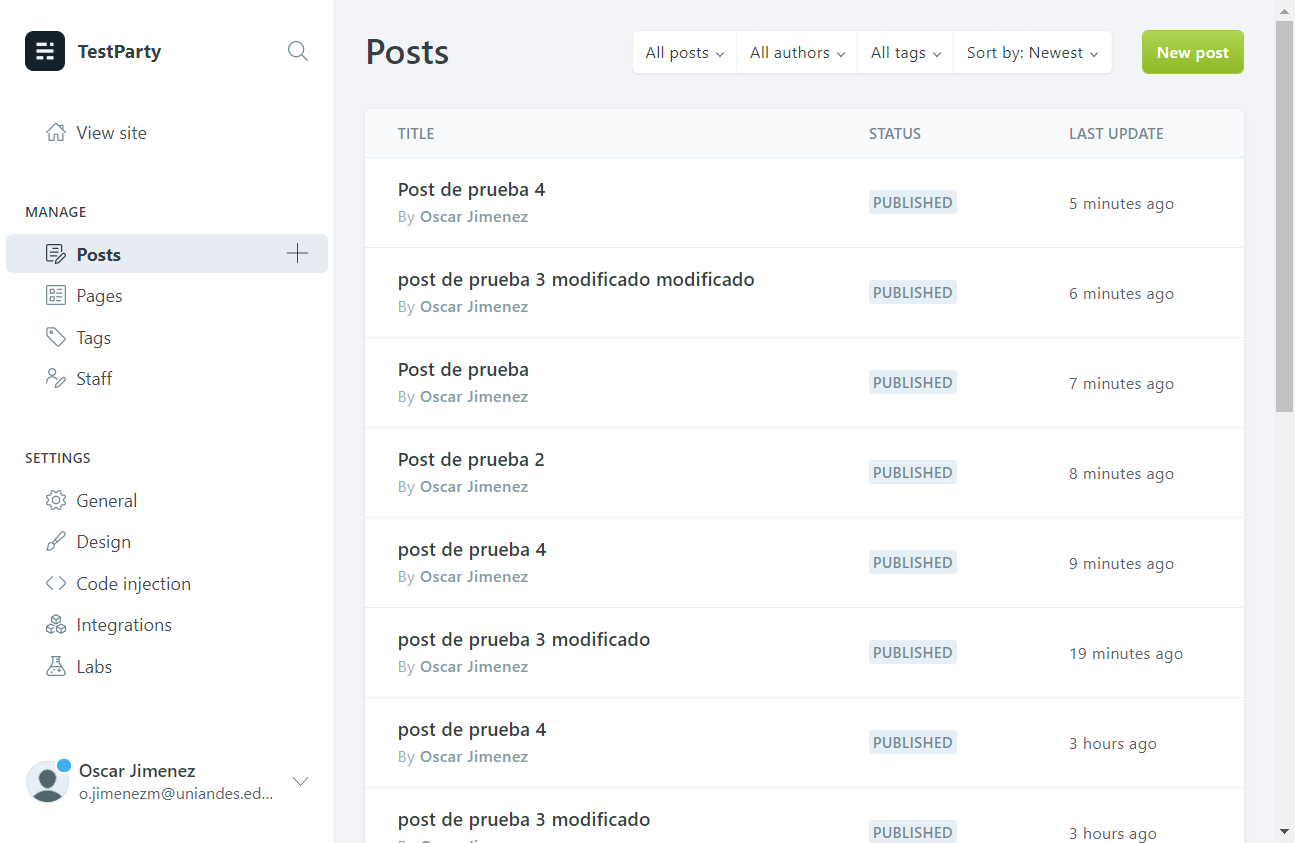 TestParty
View site
MANAGE
Posts
Pages
Tags
Staff
SETTINGS
General
Design
Code injection
Integrations
Labs
Oscar Jimenez
o.jimenezm@uniandes.ed...
Posts
All posts
All authors
All tags
Sort by: Newest
New post
TITLE STATUS LAST UPDATE
Post de prueba 4
By Oscar Jimenez
PUBLISHED
5 minutes ago
post de prueba 3 modificado modificado
By Oscar Jimenez
PUBLISHED
6 minutes ago
Post de prueba
By Oscar Jimenez
PUBLISHED
7 minutes ago
Post de prueba 2
By Oscar Jimenez
PUBLISHED
8 minutes ago
post de prueba 4
By Oscar Jimenez
PUBLISHED
9 minutes ago
post de prueba 3 modificado
By Oscar Jimenez
PUBLISHED
19 minutes ago
post de prueba 4
By Oscar Jimenez
PUBLISHED
3 hours ago
post de prueba 3 modificado
PUBLISHED
3 hours ago